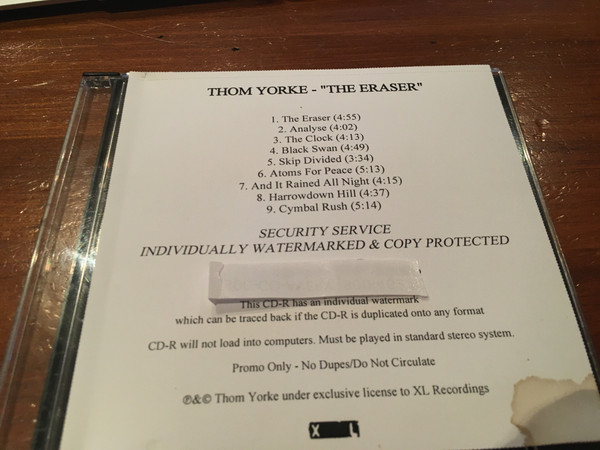 THOM YORKE - "THE ERASER"
1. The Eraser (4:55)
2. Analyse (4:02)
3. The Clock (4:13)
4. Black Swan (4:49)
5. Skip Divided (3:34)
6. Atoms For Peace (5:13)
7. And It Rained All Night (4:15)
8. Harrowdown Hill (4:37)
9. Cymbal Rush (5:14)
SECURITY SERVICE
INDIVIDUALLY WATERMARKED & COPY PROTECTED
This CD-R has an individual watermark
which can be traced back if the CD-R is duplicated onto any format
CD-R will not load into computers. Must be played in standard stereo system.
Promo Only - No Dupes/Do Not Circulate
℗&© Thom Yorke under exclusive license to XL Recordings
X L